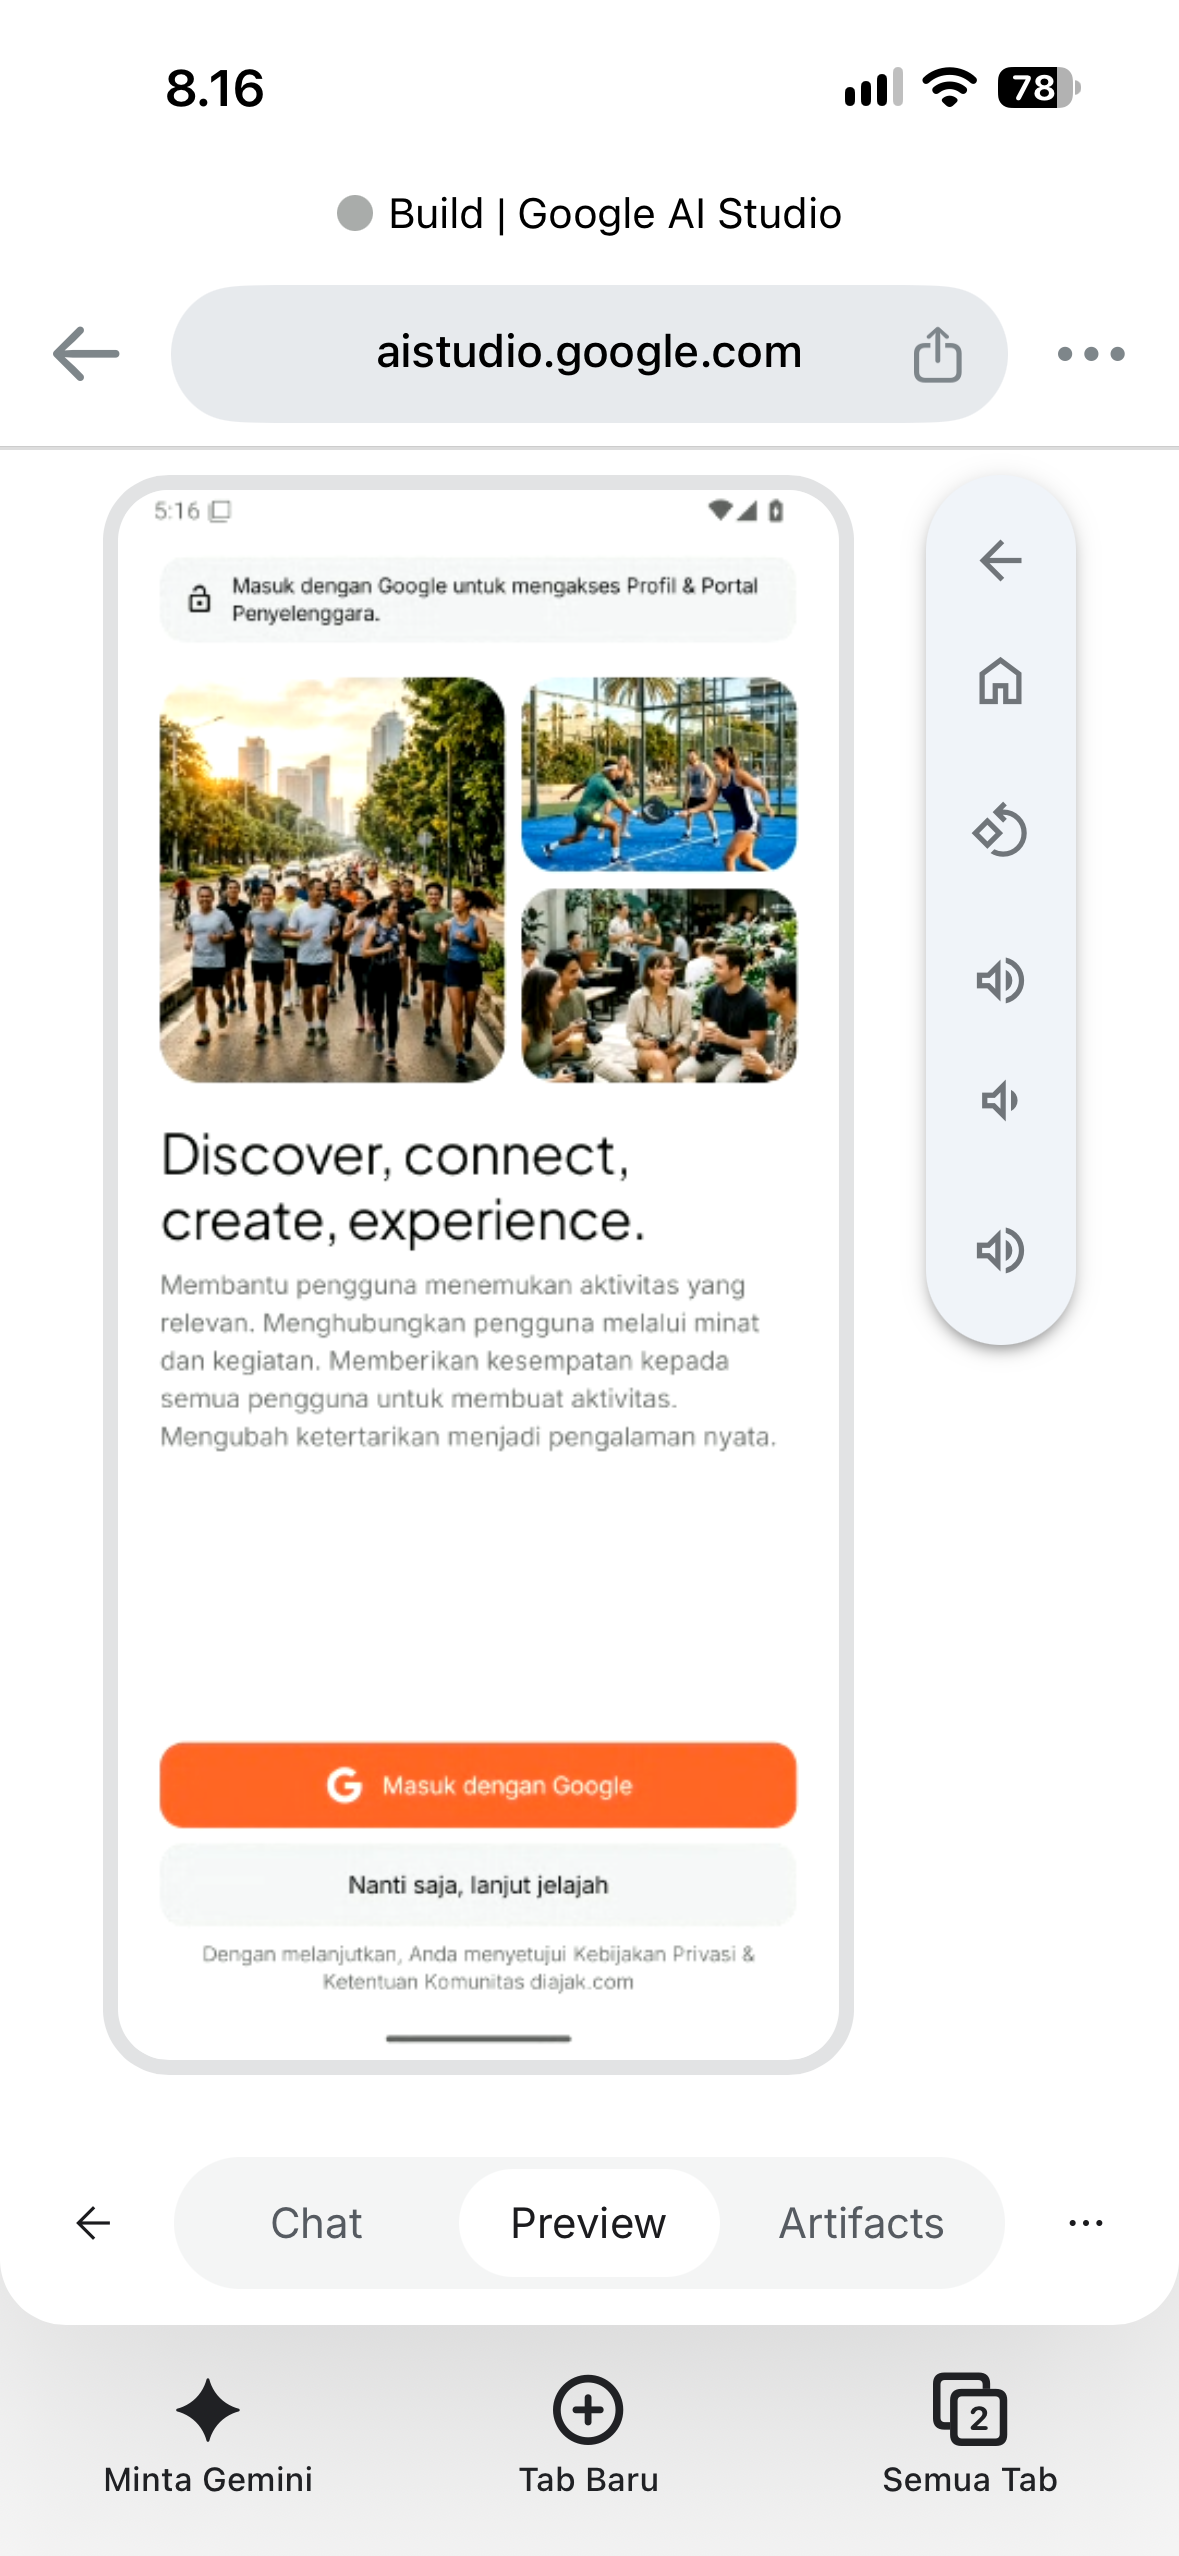 8.16
78
Build | Google AI Studio
aistudio.google.com
5:16
Masuk dengan Google untuk mengakses Profil & Portal
Penyelenggara.
Discover, connect,
create, experience.
Membantu pengguna menemukan aktivitas yang
relevan. Menghubungkan pengguna melalui minat
dan kegiatan. Memberikan kesempatan kepada
semua pengguna untuk membuat aktivitas.
Mengubah ketertarikan menjadi pengalaman nyata.
Masuk dengan Google
Nanti saja, lanjut jelajah
Dengan melanjutkan, Anda menyetujui Kebijakan Privasi &
Ketentuan Komunitas diajak.com
Chat
Preview
Artifacts
2
Minta Gemini
Tab Baru
Semua Tab